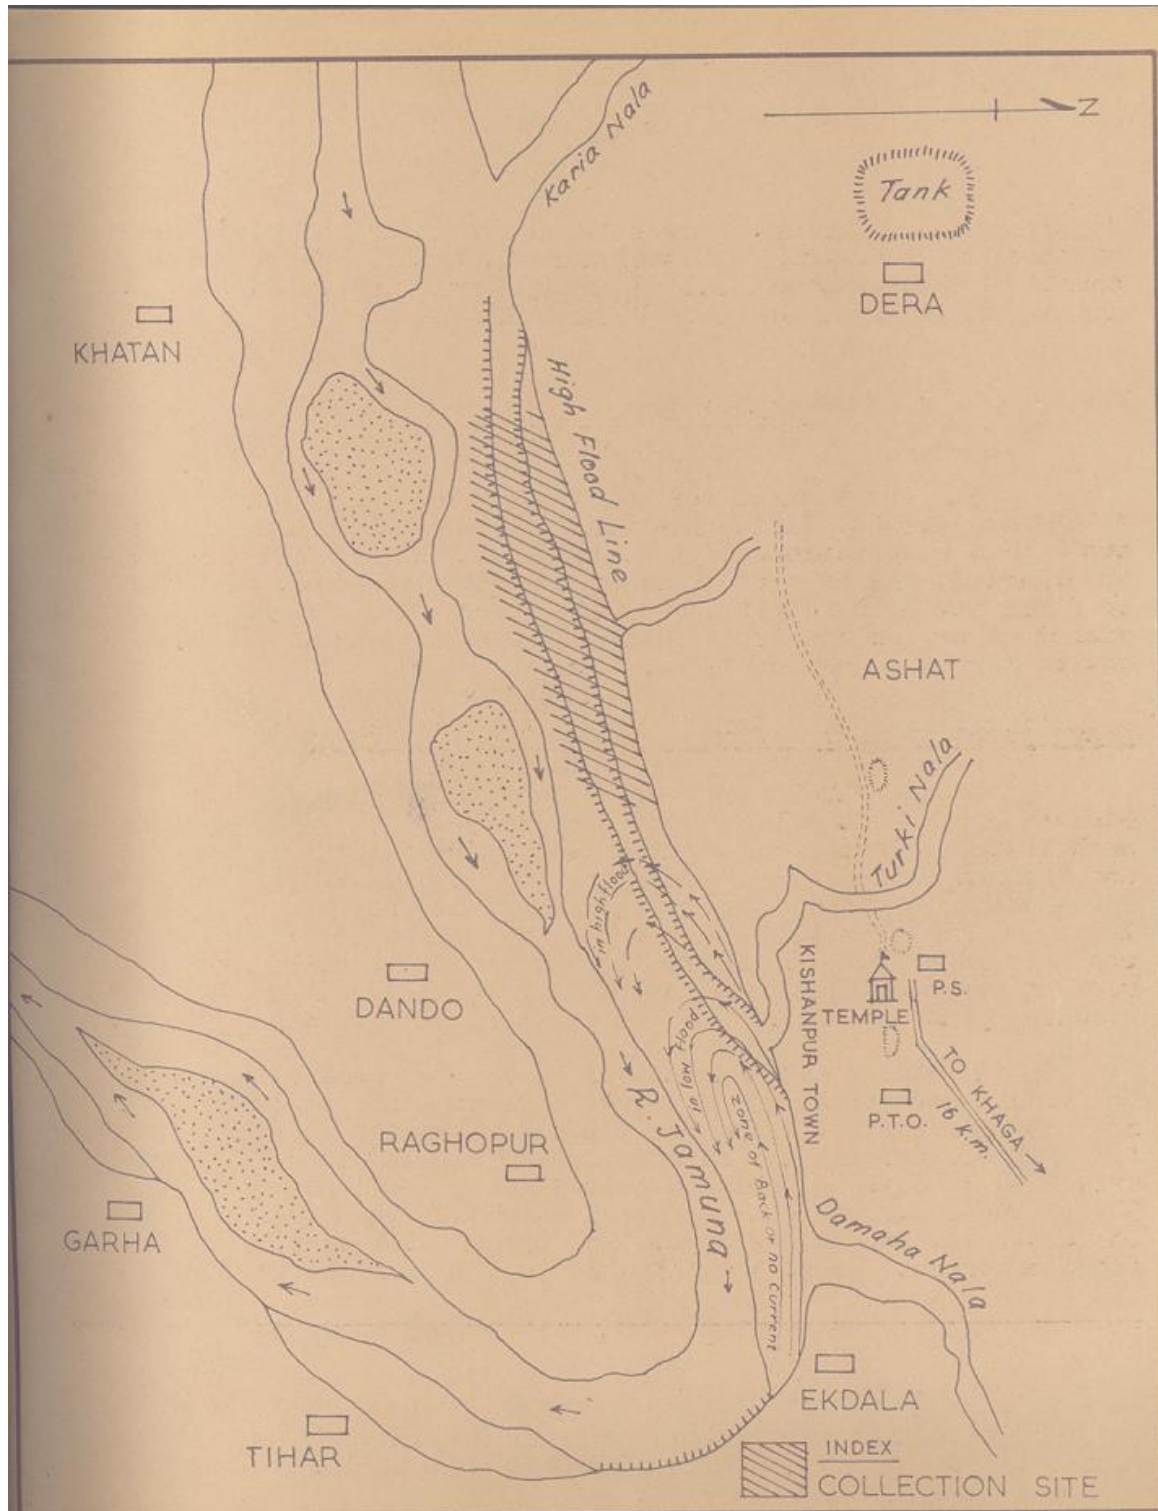 Karia Nala
Z
Tank
DERA
KHATAN
High Flood Line
ASHAT
Turki Nala
in high flood
DANDO
KISHANPUR TOWN
P.S.
TEMPLE
in low flood
zone of Back or no current
TO KHAGA
16 k.m.
P.T.O.
R. Jamuna
RAGHOPUR
GARHA
Damaha Nala
EKDALA
TIHAR
INDEX
COLLECTION SITE